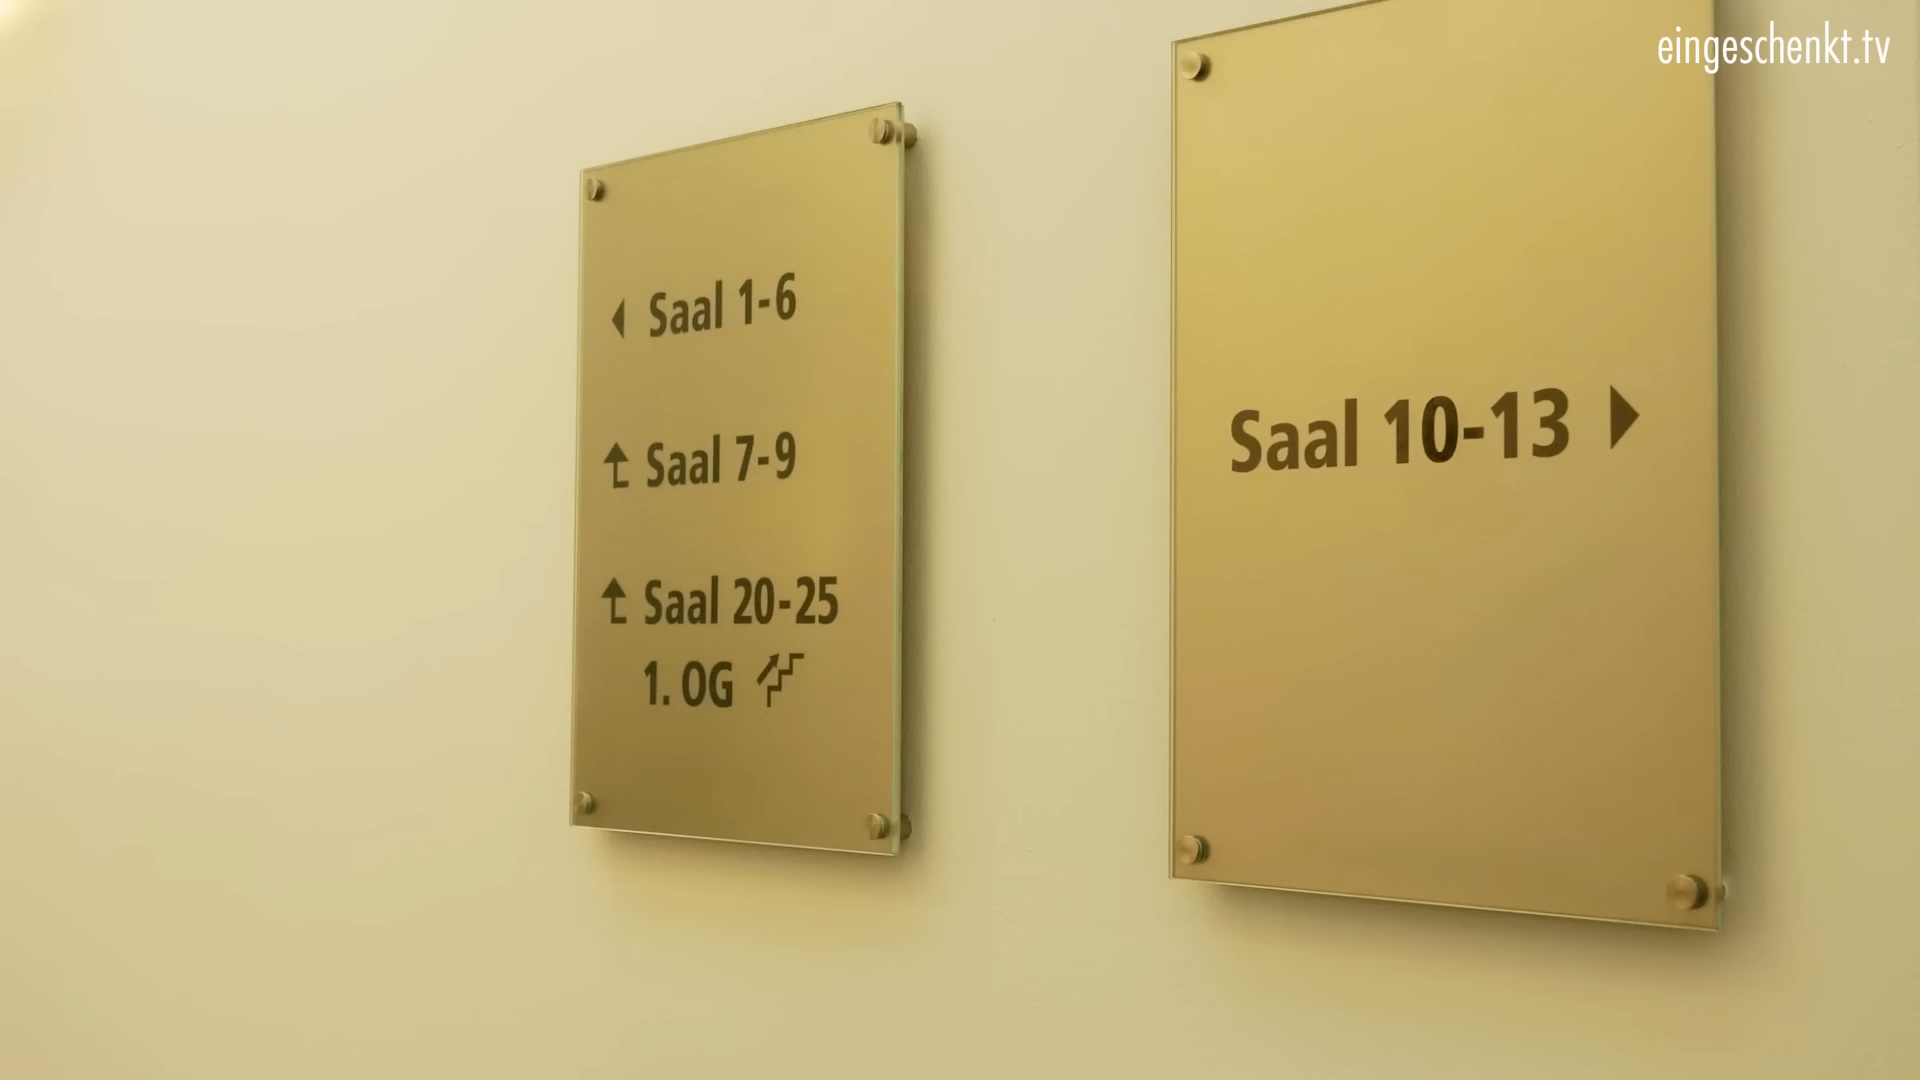 eingeschenkt.tv
Saal 1-6
Saal 7-9
Saal 20-25
1. OG
Saal 10-13